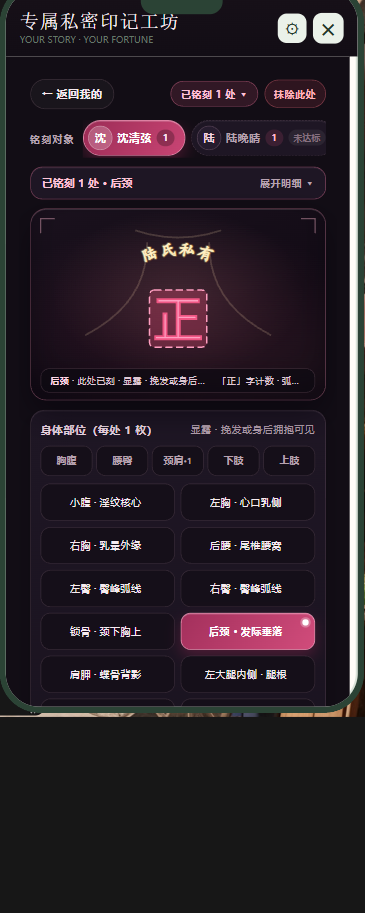 专属私密印记工坊
YOUR STORY · YOUR FORTUNE
← 返回我的
已铭刻 1 处 ▾
抹除此处
铭刻对象
沈 沈清弦 1
陆 陆晚晴 1 未达标
已铭刻 1 处 • 后颈
展开明细 ▾
陆氏私有
正
后颈 · 此处已刻 · 显露 · 挽发或身后...
「正」字计数 · 弧...
身体部位（每处 1 枚）
显露 · 挽发或身后拥抱可见
胸腹
腰臀
颈肩·1
下肢
上肢
小腹 · 淫纹核心
左胸 · 心口乳侧
右胸 · 乳晕外缘
后腰 · 尾椎腰窝
左臀 · 臀峰弧线
右臀 · 臀峰弧线
锁骨 · 颈下胸上
后颈 • 发际垂落
肩胛 · 蝶骨背影
左大腿内侧 · 腿根